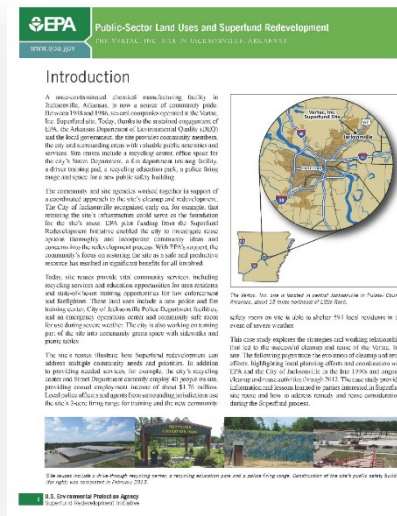 EPA
www.epa.gov
Public-Sector Land Uses and Superfund Redevelopment
THE VERTAC, INC. SITE IN JACKSONVILLE, ARKANSAS
Introduction
A once-contaminated chemical manufacturing facility in
Jacksonville, Arkansas, is now a source of community pride.
Between 1948 and 1986, several companies operated at the Vertac,
Inc. Superfund site. Today, thanks to the sustained engagement of
EPA, the Arkansas Department of Environmental Quality (DEQ)
and the local government, the site provides community members,
the city and surrounding areas with valuable public amenities and
services. Site reuses include a recycling center, office space for
the city's Street Department, a fire department training facility,
a driver training pad, a recycling education park, a police firing
range and space for a new public safety building.
The community and site agencies worked together in support of
a coordinated approach to the site's cleanup and redevelopment.
The City of Jacksonville recognized early on, for example, that
the site's infrastructure could serve as the foundation
for the site's reuse. EPA pilot funding from the Superfund
Redevelopment Initiative enabled the city to investigate reuse
options thoroughly and incorporate community ideas and
concerns into the redevelopment process. With EPA's support, the
community's focus on restoring the site as a safe and productive
resource has resulted in significant benefits for all involved.
Today, site reuses provide vital community services, including
recycling services and education opportunities for area residents
and state-of-the-art training opportunities for law enforcement
and firefighters. These land uses include a new police and fire
training center, City of Jacksonville Police Department facilities,
and an emergency operations center and community safe room
for use during severe weather. The city is also working on turning
part of the site into community green space with sidewalks and
picnic tables.
The site's reuses illustrate how Superfund redevelopment can
address multiple community needs and priorities. In addition
to providing needed services, for example, the city's recycling
center and Street Department currently employ 40 people on site,
providing annual employment income of about $1.76 million.
Local police officers and agents from surrounding jurisdictions use
the site's 3-acre firing range for training and the new community
Vertac, Inc.
Superfund Site
Jacksonville
The Vertac, Inc. site is located in central Jacksonville in Pulaski Coun
Arkansas, about 15 miles northeast of Little Rock.
safety room on site is able to shelter 594 local residents in t
event of severe weather.
This case study explores the strategies and working relationshi
that led to the successful cleanup and reuse of the Vertac, In
site. The following pages trace the evolution of cleanup and reu
efforts, highlighting local planning efforts and coordination wi
EPA and the City of Jacksonville in the late 1990s and ongoi
cleanup and reuse activities through 2012. The case study provid
information and lessons learned to parties interested in Superfu
site reuse and how to address remedy and reuse consideratio
during the Superfund process.
Site reuses include a drive-through recycling center, a recycling education park and a police firing range. Construction of the site's public safety buildi
(far right) was completed in February 2013.
1
U.S. Environmental Protection Agency
Superfund Redevelopment Initiative